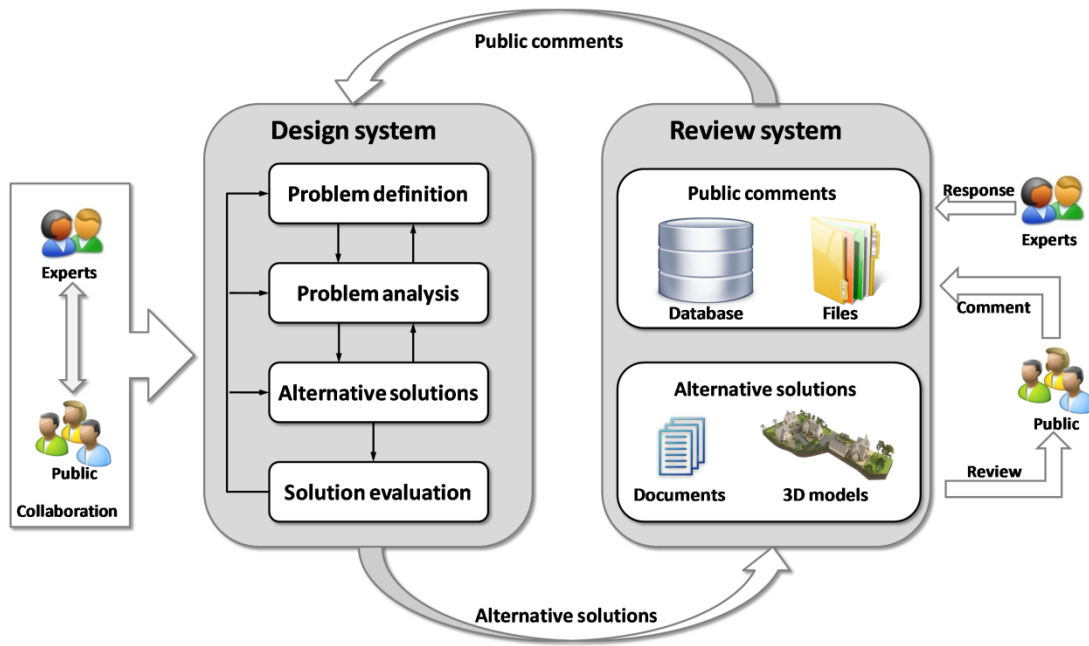 Public comments
Design system
Problem definition
Problem analysis
Alternative solutions
Solution evaluation
Experts
Public
Collaboration
Review system
Public comments
Database
Files
Alternative solutions
Documents
3D models
Response
Experts
Comment
Public
Review
Alternative solutions